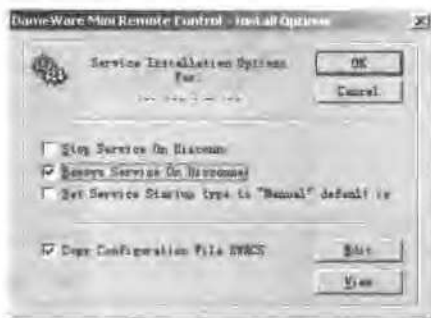 DameWare Mini Remote Control - Install Options
Service Installation Options
For:
OK
Cancel
Stop Service On
Remove Service On Disconnect
Set Service Startup type to "Manual" default is
Copy Configuration File DWRCS
Edit
View